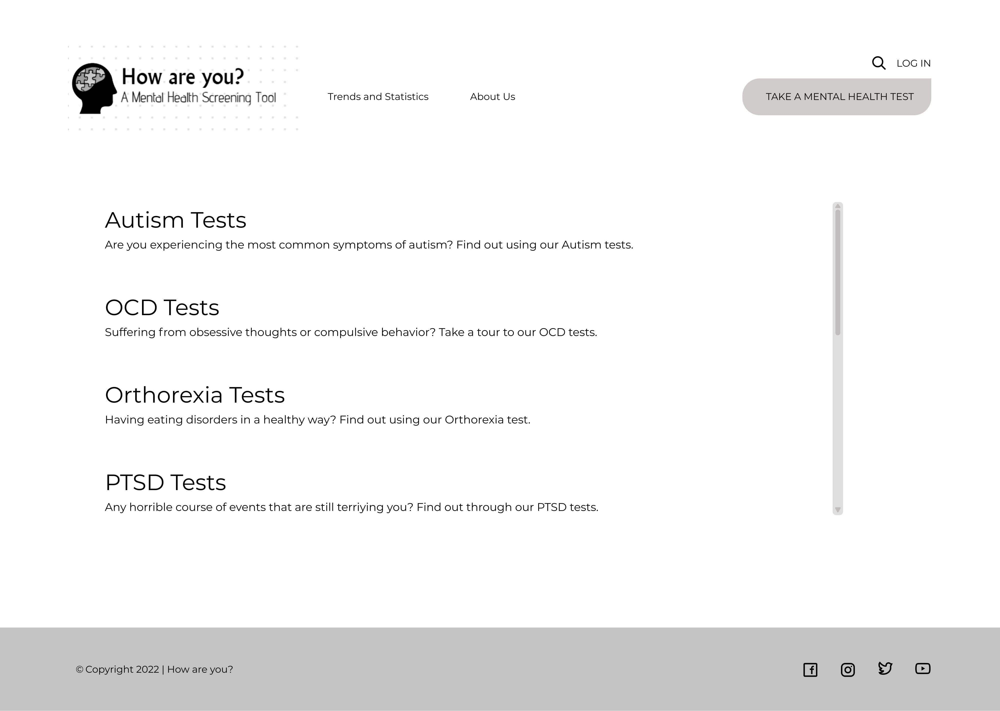 How are you?
A Mental Health Screening Tool
Trends and Statistics
About Us
LOG IN
TAKE A MENTAL HEALTH TEST
Autism Tests
Are you experiencing the most common symptoms of autism? Find out using our Autism tests.
OCD Tests
Suffering from obsessive thoughts or compulsive behavior? Take a tour to our OCD tests.
Orthorexia Tests
Having eating disorders in a healthy way? Find out using our Orthorexia test.
PTSD Tests
Any horrible course of events that are still terriying you? Find out through our PTSD tests.
© Copyright 2022 | How are you?